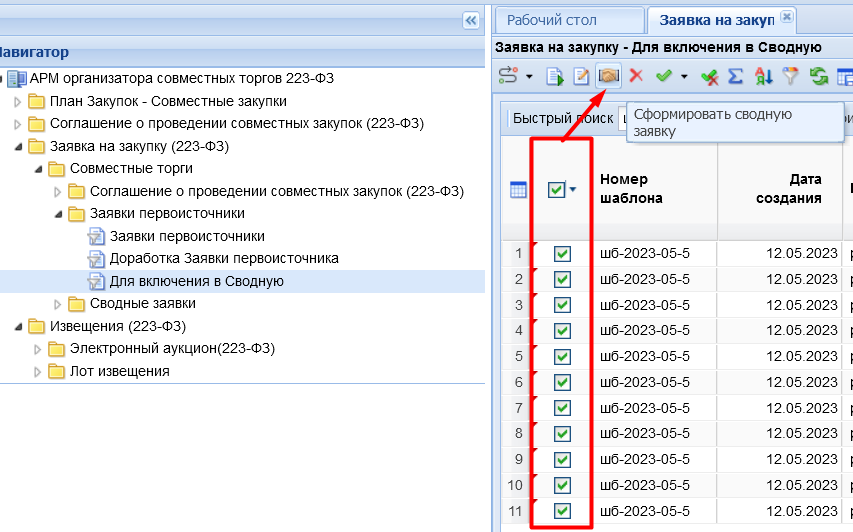 Навигатор
АРМ организатора совместных торгов 223-ФЗ
План Закупок - Совместные закупки
Соглашение о проведении совместных закупок (223-ФЗ)
Заявка на закупку (223-ФЗ)
Совместные торги
Соглашение о проведении совместных закупок (223-ФЗ)
Заявки первоисточники
Заявки первоисточники
Доработка Заявки первоисточника
Для включения в Сводную
Сводные заявки
Извещения (223-ФЗ)
Электронный аукцион(223-ФЗ)
Лот извещения
Рабочий стол
Заявка на закуп
Заявка на закупку - Для включения в Сводную
Быстрый поиск
Сформировать сводную
заявку
Номер
шаблона
Дата
создания
1 шб-2023-05-5 12.05.2023
2 шб-2023-05-5 12.05.2023
3 шб-2023-05-5 12.05.2023
4 шб-2023-05-5 12.05.2023
5 шб-2023-05-5 12.05.2023
6 шб-2023-05-5 12.05.2023
7 шб-2023-05-5 12.05.2023
8 шб-2023-05-5 12.05.2023
9 шб-2023-05-5 12.05.2023
10 шб-2023-05-5 12.05.2023
11 шб-2023-05-5 12.05.2023